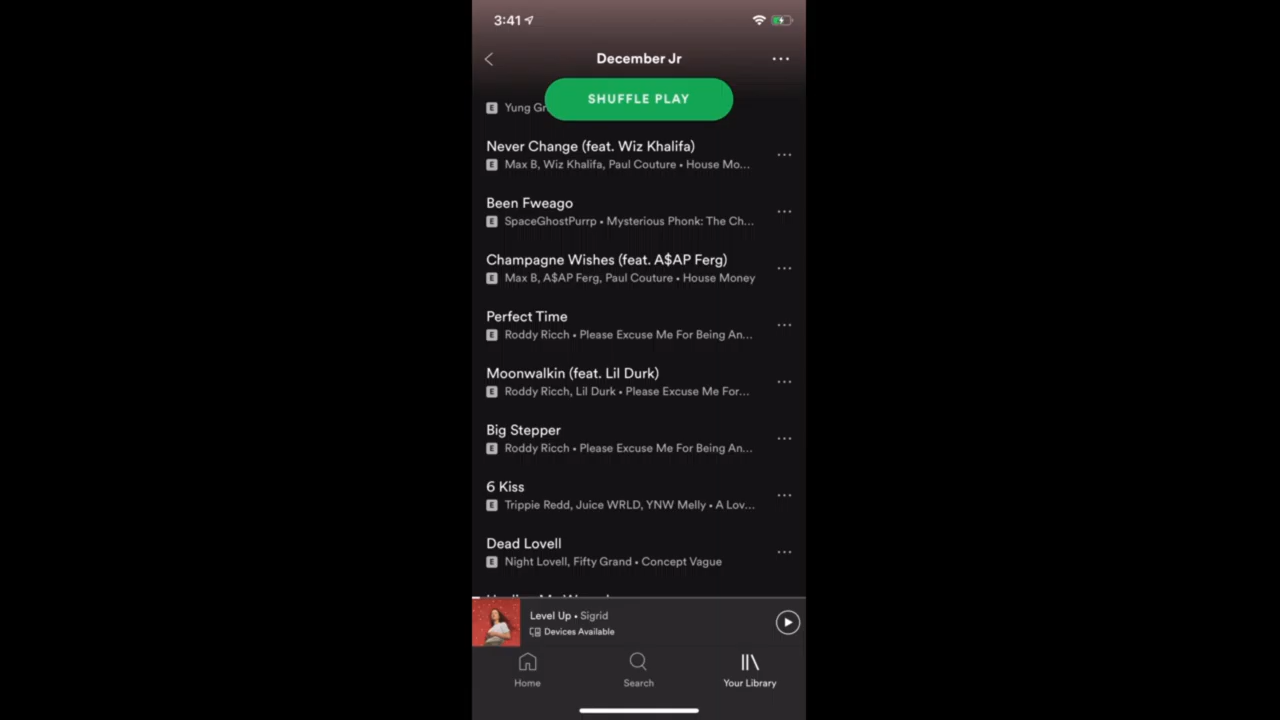 3:41
December Jr
SHUFFLE PLAY
E Yung Gr
Never Change (feat. Wiz Khalifa)
E Max B, Wiz Khalifa, Paul Couture • House Mo...
Been Fweago
E SpaceGhostPurrp • Mysterious Phonk: The Ch...
Champagne Wishes (feat. A$AP Ferg)
E Max B, A$AP Ferg, Paul Couture • House Money
Perfect Time
E Roddy Ricch • Please Excuse Me For Being An...
Moonwalkin (feat. Lil Durk)
E Roddy Ricch, Lil Durk • Please Excuse Me For...
Big Stepper
E Roddy Ricch • Please Excuse Me For Being An...
6 Kiss
E Trippie Redd, Juice WRLD, YNW Melly • A Lov...
Dead Lovell
E Night Lovell, Fifty Grand • Concept Vague
Level Up • Sigrid
Devices Available
Home
Search
Your Library